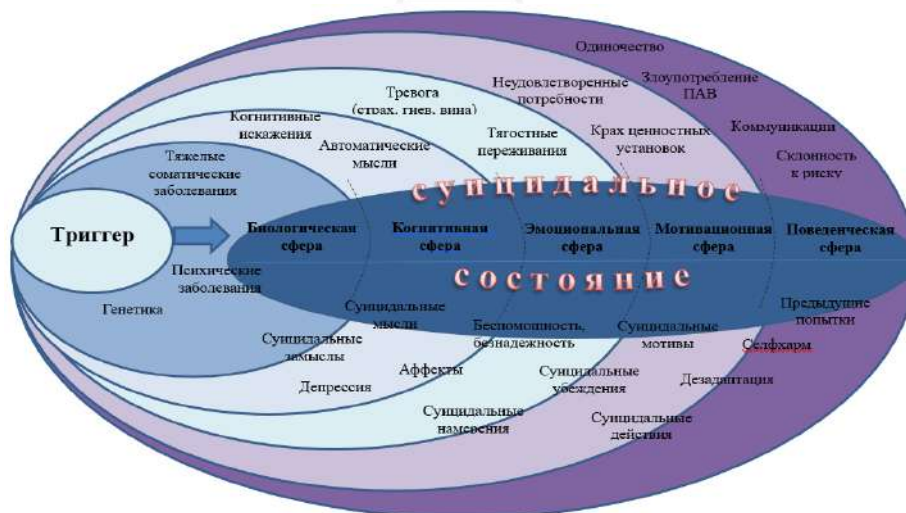 Одиночество
Злоупотребление
ПАВ
Неудовлетворенные
потребности
Тревога
(страх, гнев, вина)
Когнитивные
искажения
Тягостные
переживания
Крах ценностных
установок
Коммуникации
Автоматические
мысли
Склонность
к риску
Тяжелые
соматические
заболевания
суицидальное
Триггер
Биологическая
сфера
Когнитивная
сфера
Эмоциональная
сфера
Мотивационная
сфера
Поведенческая
сфера
состояние
Психические
заболевания
Генетика
Суицидальные
мысли
Суицидальные
замыслы
Беспомощность,
безнадежность
Суицидальные
мотивы
Предыдущие
попытки
Селфхарм
Депрессия
Аффекты
Суицидальные
убеждения
Дезадаптация
Суицидальные
намерения
Суицидальные
действия